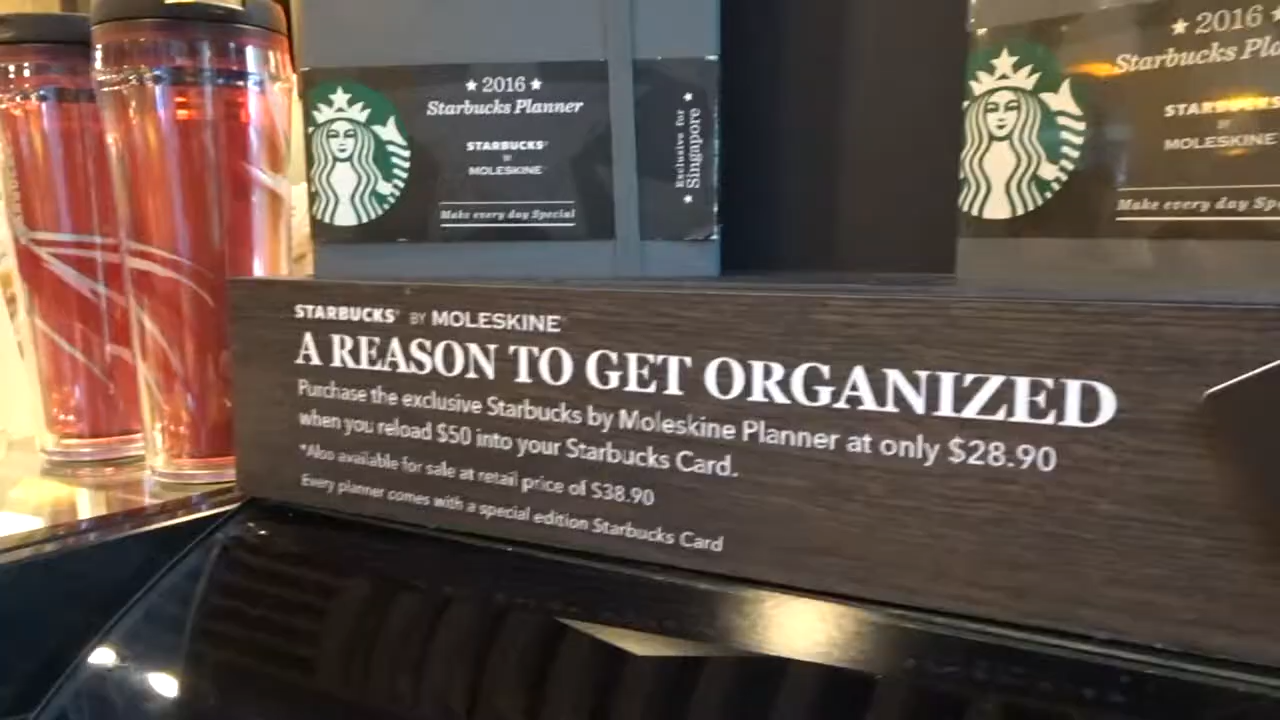 ★ 2016 ★
Starbucks Planner
STARBUCKS®
BY
MOLESKINE
Make every day Special
★ Exclusive for ★
Singapore
★ 2016 ★
Starbucks
STARBUCKS
BY
MOLESKINE
Make every day
STARBUCKS® BY MOLESKINE®
A REASON TO GET ORGANIZED
Purchase the exclusive Starbucks by Moleskine Planner at only $28.90
when you reload $50 into your Starbucks Card.
*Also available for sale at retail price of $38.90
Every planner comes with a special edition Starbucks Card